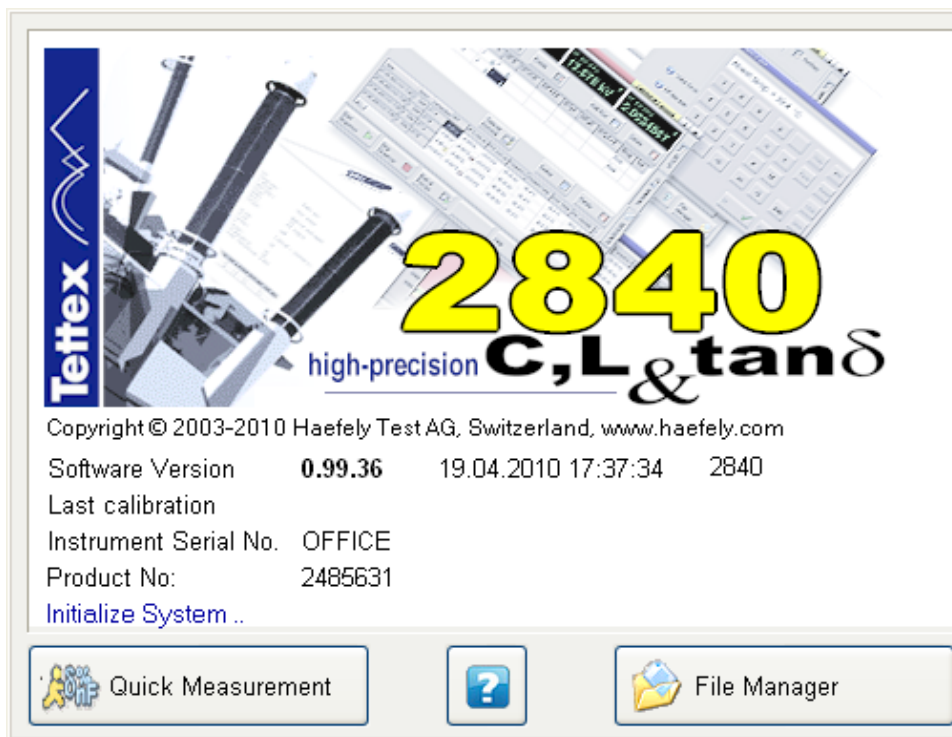 Tettex
2840
high-precision C,L&tanδ
Copyright © 2003-2010 Haefely Test AG, Switzerland, www.haefely.com
Software Version 0.99.36 19.04.2010 17:37:34 2840
Last calibration
Instrument Serial No. OFFICE
Product No: 2485631
Initialize System ..
Quick Measurement ? File Manager